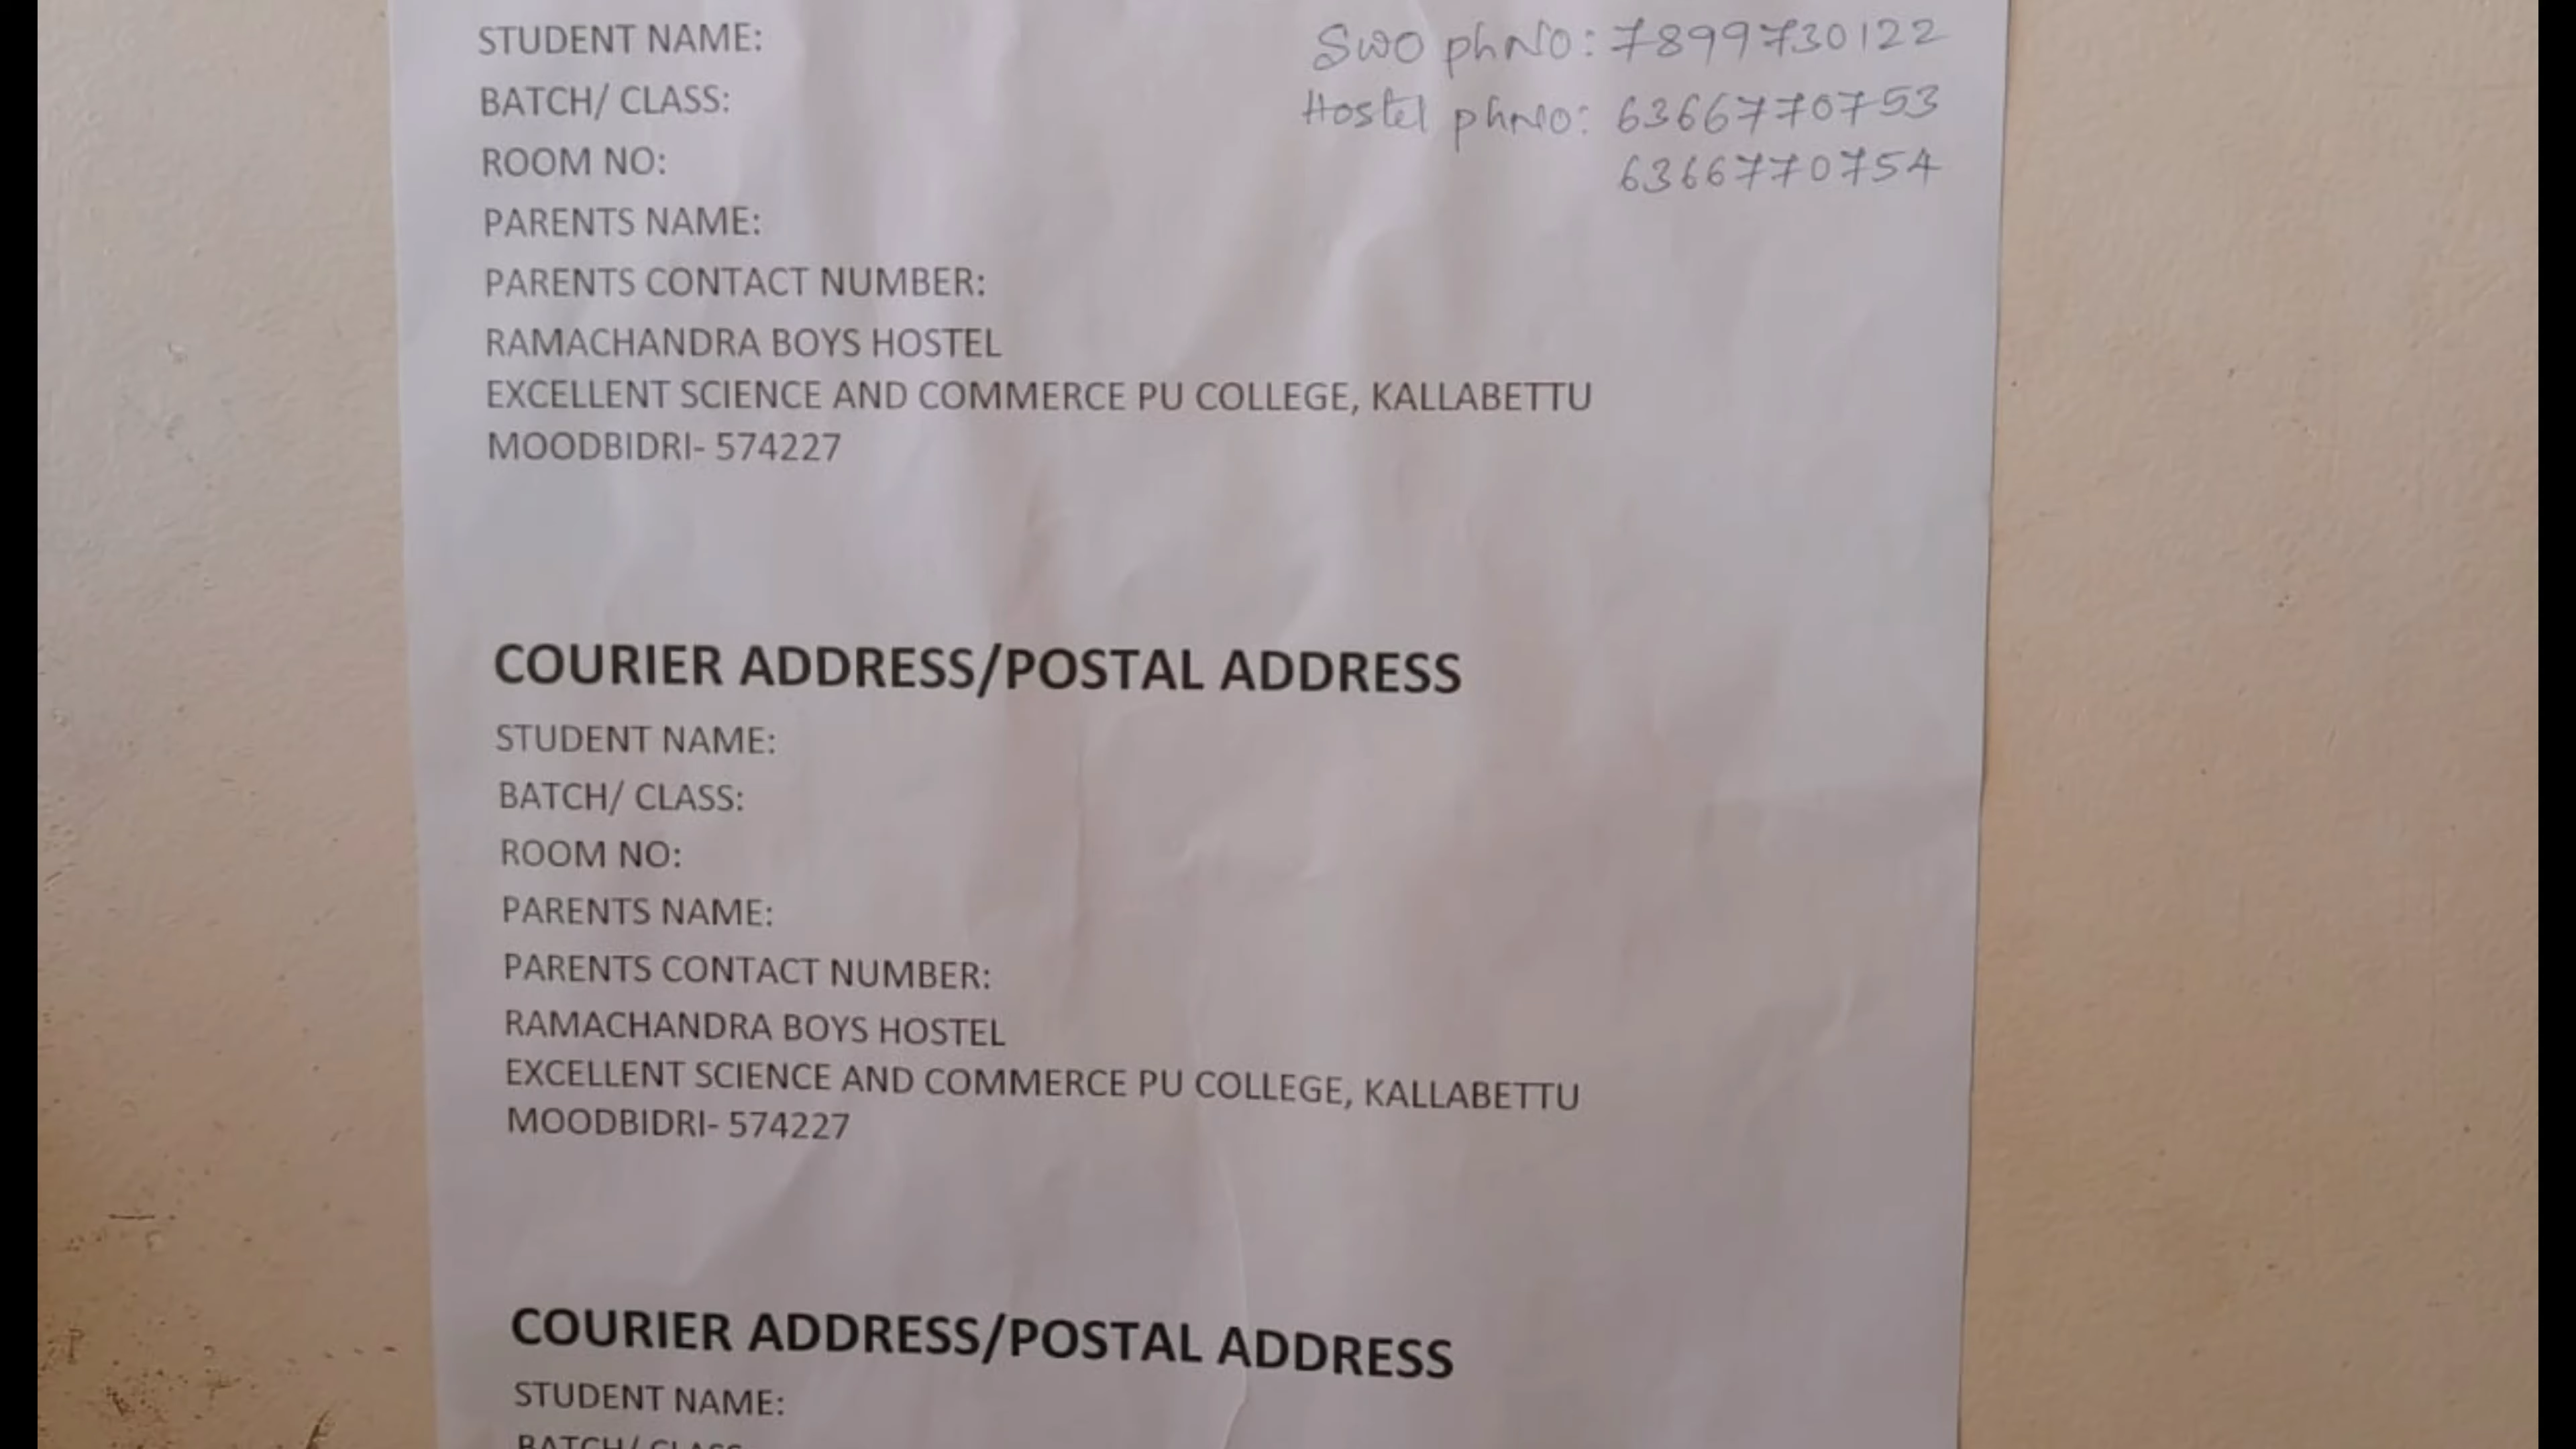 STUDENT NAME:
SWO phNO: 7899730122
BATCH/ CLASS:
Hostel phNO: 6366770753
ROOM NO:
6366770754
PARENTS NAME:
PARENTS CONTACT NUMBER:
RAMACHANDRA BOYS HOSTEL
EXCELLENT SCIENCE AND COMMERCE PU COLLEGE, KALLABETTU
MOODBIDRI- 574227
COURIER ADDRESS/POSTAL ADDRESS
STUDENT NAME:
BATCH/ CLASS:
ROOM NO:
PARENTS NAME:
PARENTS CONTACT NUMBER:
RAMACHANDRA BOYS HOSTEL
EXCELLENT SCIENCE AND COMMERCE PU COLLEGE, KALLABETTU
MOODBIDRI- 574227
COURIER ADDRESS/POSTAL ADDRESS
STUDENT NAME:
BATCH/ CLASS